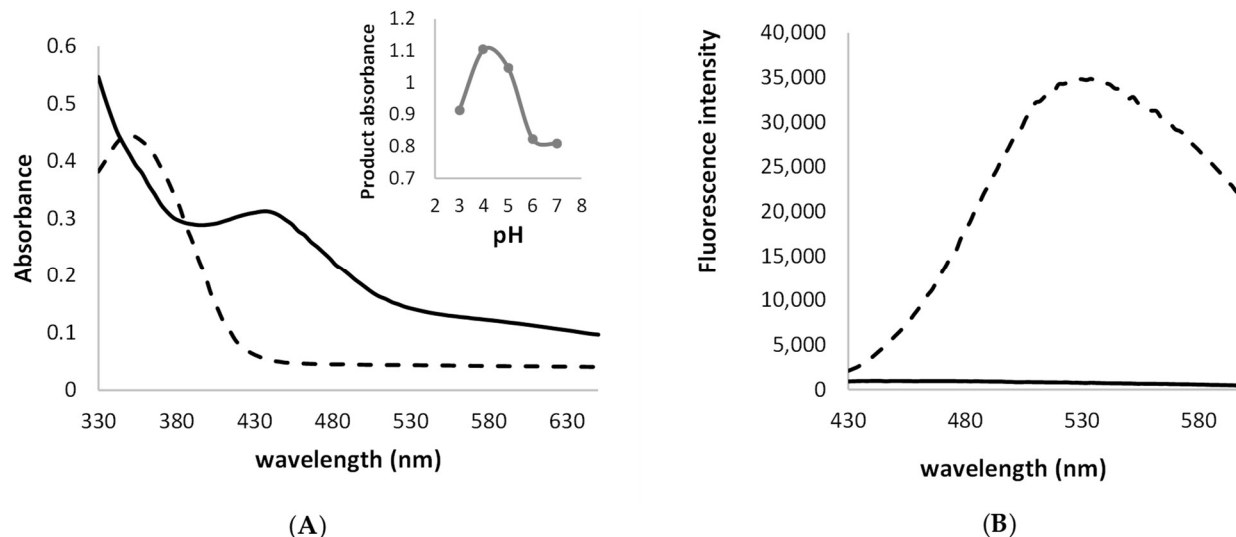 0.6
0.5
0.4
0.3
0.2
0.1
0
Absorbance
330 380 430 480 530 580 630
wavelength (nm)
1.2
1.1
1
0.9
0.8
0.7
Product absorbance
2 3 4 5 6 7 8
pH
(A)
40,000
35,000
30,000
25,000
20,000
15,000
10,000
5,000
0
Fluorescence intensity
430 480 530 580
wavelength (nm)
(B)